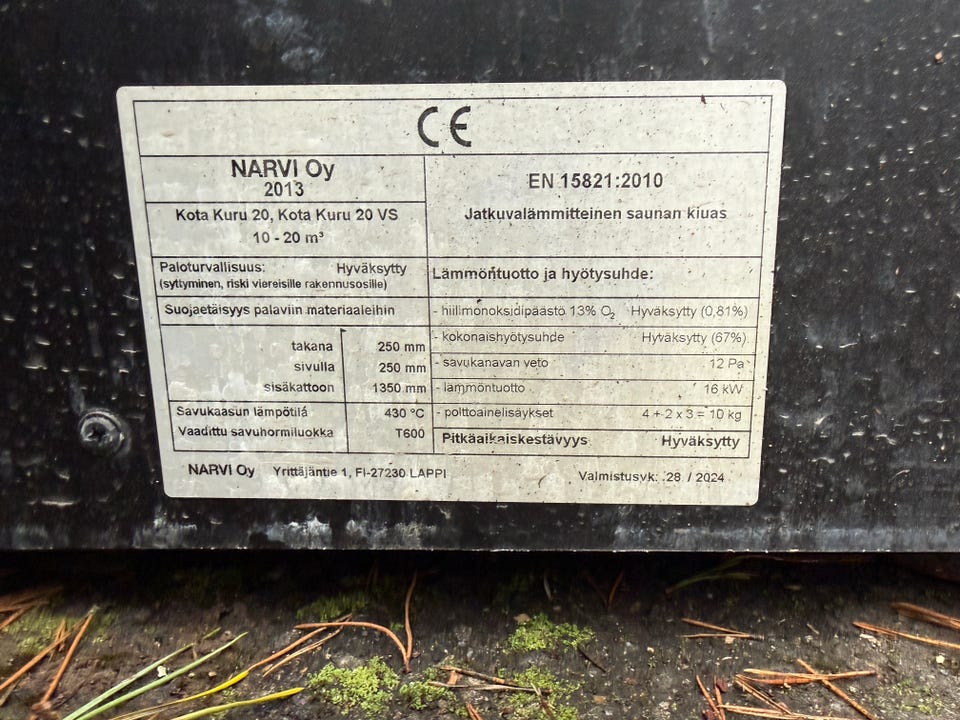 CE
NARVI Oy
2013
Kota Kuru 20, Kota Kuru 20 VS
10 - 20 m³
EN 15821:2010
Jatkuvalämmitteinen saunan kiuas
Paloturvallisuus: Hyväksytty
(syttyminen, riski viereisille rakennusosille)
Suojaetäisyys palaviin materiaaleihin
takana 250 mm
sivulla 250 mm
sisäkattoon 1350 mm
Savukaasun lämpötila 430 °C
Vaadittu savuhormiluokka T600
Lämmöntuotto ja hyötysuhde:
- hiilimonoksidipäästö 13% O₂ Hyväksytty (0,81%)
- kokonaishyötysuhde Hyväksytty (67%)
- savukanavan veto 12 Pa
- lämmöntuotto 16 kW
- polttoainelisäykset 4 + 2 x 3 = 10 kg
Pitkäaikaiskestävyys Hyväksytty
NARVI Oy Yrittäjäntie 1, FI-27230 LAPPI
Valmistusvk: 28 / 2024